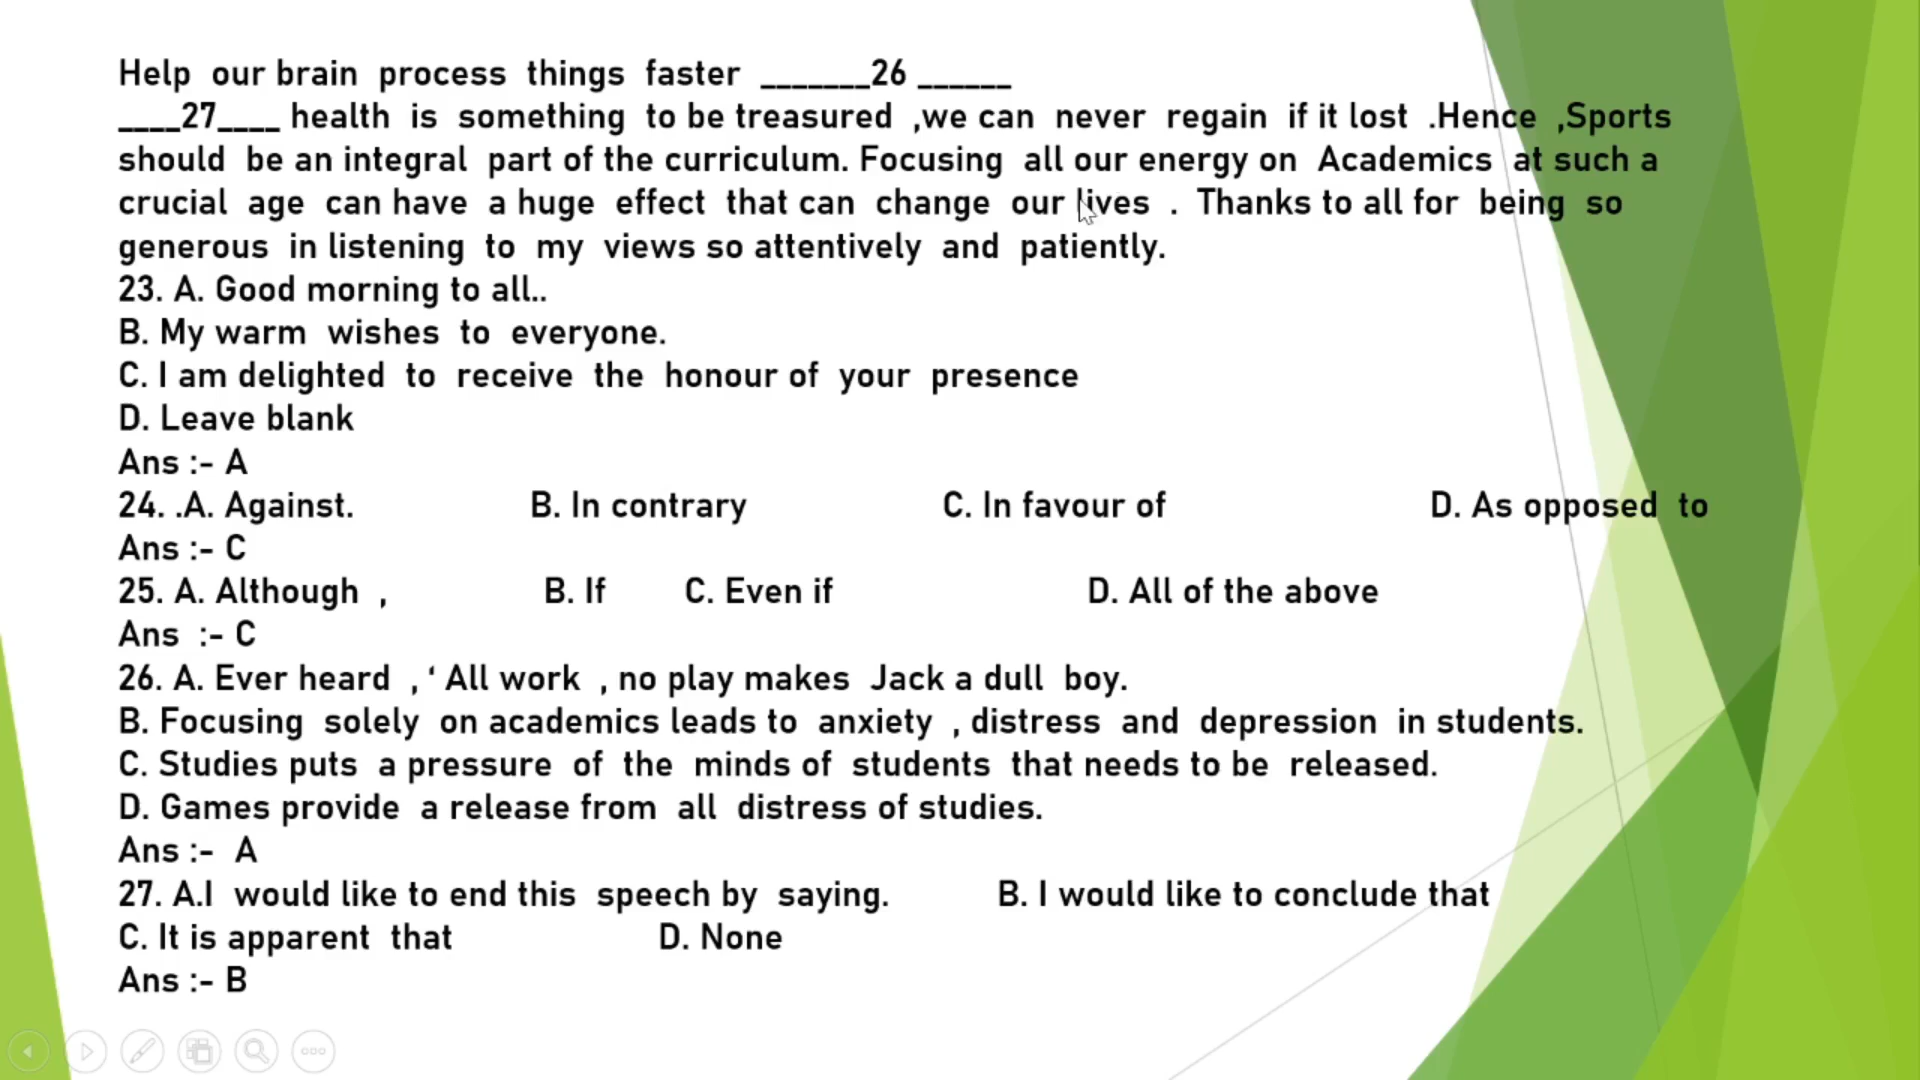 Help our brain process things faster _______26 ______
____27____ health is something to be treasured ,we can never regain if it lost .Hence ,Sports
should be an integral part of the curriculum. Focusing all our energy on Academics at such a
crucial age can have a huge effect that can change our lives . Thanks to all for being so
generous in listening to my views so attentively and patiently.
23. A. Good morning to all..
B. My warm wishes to everyone.
C. I am delighted to receive the honour of your presence
D. Leave blank
Ans :- A
24. .A. Against. B. In contrary C. In favour of D. As opposed to
Ans :- C
25. A. Although , B. If C. Even if D. All of the above
Ans :- C
26. A. Ever heard , ‘ All work , no play makes Jack a dull boy.
B. Focusing solely on academics leads to anxiety , distress and depression in students.
C. Studies puts a pressure of the minds of students that needs to be released.
D. Games provide a release from all distress of studies.
Ans :- A
27. A.I would like to end this speech by saying. B. I would like to conclude that
C. It is apparent that D. None
Ans :- B